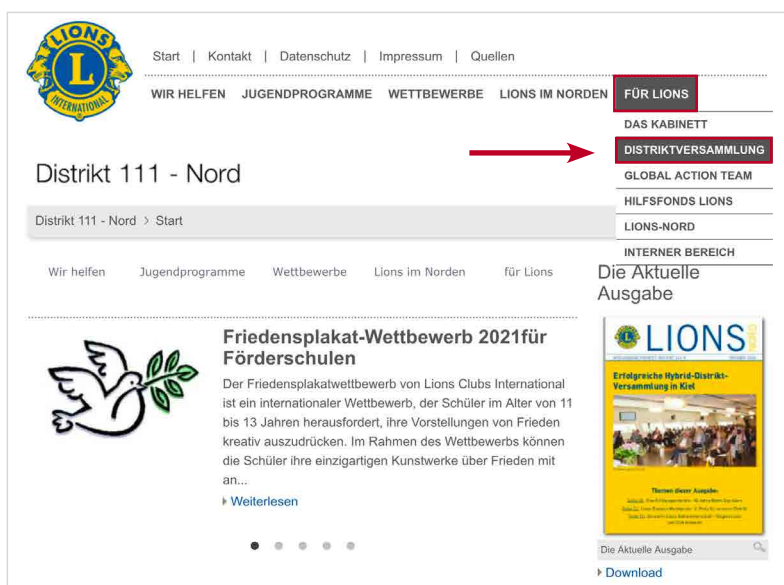 LIONS
L
INTERNATIONAL
Start | Kontakt | Datenschutz | Impressum | Quellen
WIR HELFEN JUGENDPROGRAMME WETTBEWERBE LIONS IM NORDEN FÜR LIONS
DAS KABINETT
DISTRIKTVERSAMMLUNG
GLOBAL ACTION TEAM
HILFSFONDS LIONS
LIONS-NORD
INTERNER BEREICH
Distrikt 111 - Nord
Distrikt 111 - Nord > Start
Wir helfen Jugendprogramme Wettbewerbe Lions im Norden für Lions
Friedensplakat-Wettbewerb 2021für
Förderschulen
Der Friedensplakatwettbewerb von Lions Clubs International
ist ein internationaler Wettbewerb, der Schüler im Alter von 11
bis 13 Jahren herausfordert, ihre Vorstellungen von Frieden
kreativ auszudrücken. Im Rahmen des Wettbewerbs können
die Schüler ihre einzigartigen Kunstwerke über Frieden mit
an...
Weiterlesen
Die Aktuelle
Ausgabe
LIONS
Erfolgreiche Hybrid-Distrikt-
Versammlung in Kiel
Themen dieser Ausgabe:
Die Aktuelle Ausgabe
Download